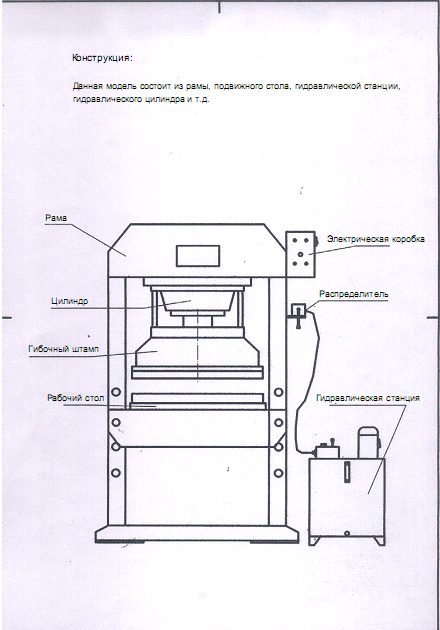 Конструкция:
Данная модель состоит из рамы, подвижного стола, гидравлической станции,
гидравлического цилиндра и т.д.
Рама
Электрическая коробка
Цилиндр
Распределитель
Гибочный штамп
Рабочий стол
Гидравлическая станция